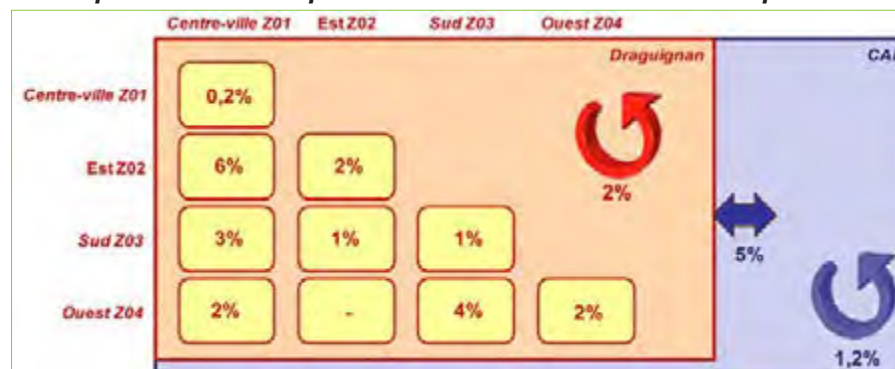 Centre-ville Z01 Est Z02 Sud Z03 Ouest Z04
Draguignan
Centre-ville Z01 0,2%
Est Z02 6% 2%
2%
Sud Z03 3% 1% 1%
5%
Ouest Z04 2% - 4% 2%
1,2%